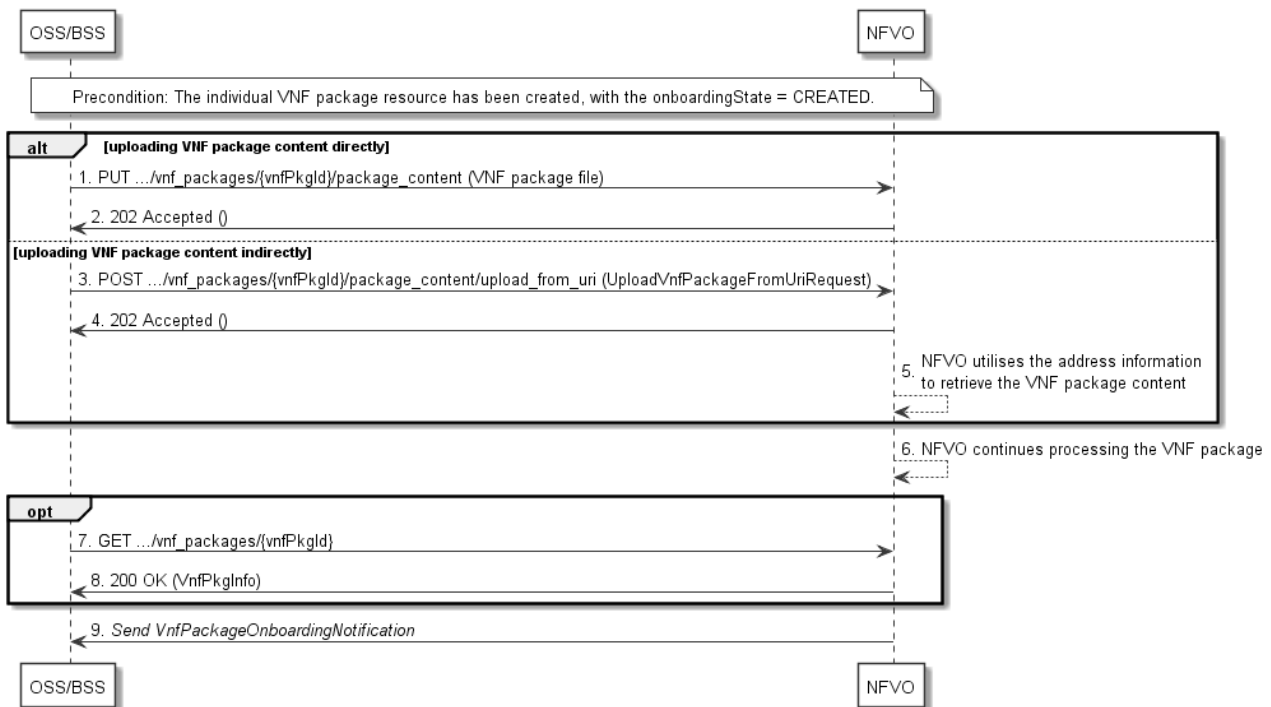 OSS/BSS
NFVO
Precondition: The individual VNF package resource has been created, with the onboardingState = CREATED.
alt
[uploading VNF package content directly]
1. PUT .../vnf_packages/{vnfPkgId}/package_content (VNF package file)
2. 202 Accepted ()
[uploading VNF package content indirectly]
3. POST .../vnf_packages/{vnfPkgId}/package_content/upload_from_uri (UploadVnfPackageFromUriRequest)
4. 202 Accepted ()
5. NFVO utilises the address information
to retrieve the VNF package content
6. NFVO continues processing the VNF package
opt
7. GET .../vnf_packages/{vnfPkgId}
8. 200 OK (VnfPkgInfo)
9. Send VnfPackageOnboardingNotification
OSS/BSS
NFVO